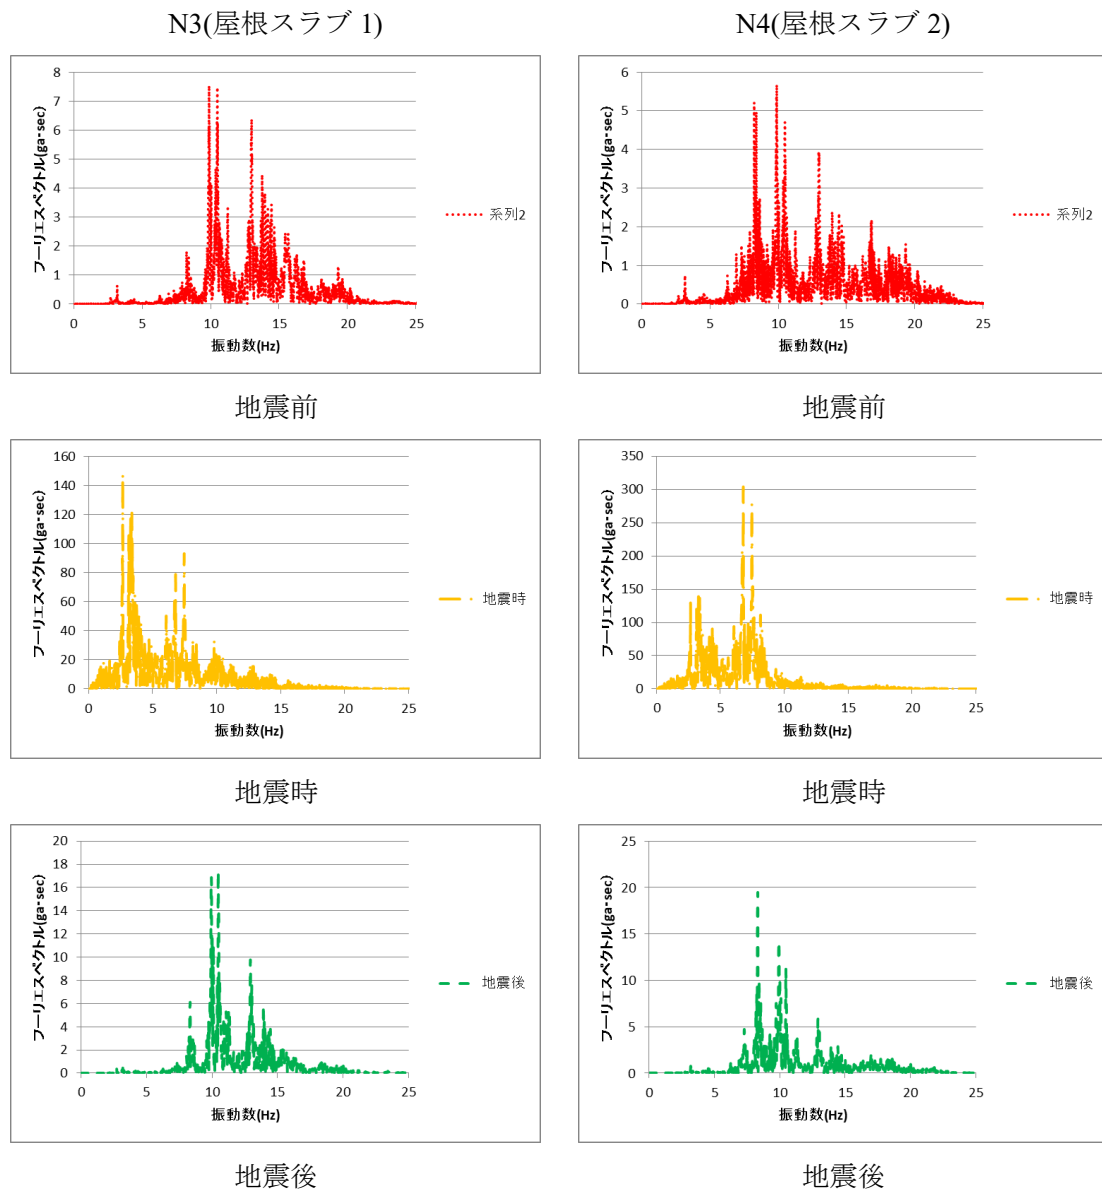 N3(屋根スラブ 1)
N4(屋根スラブ 2)
フーリエスペクトル(ga・sec)
8
7
6
5
4
3
2
1
0
0 5 10 15 20 25
振動数(Hz)
系列2
地震前
フーリエスペクトル(ga・sec)
6
5
4
3
2
1
0
0 5 10 15 20 25
振動数(Hz)
系列2
地震前
フーリエスペクトル(ga・sec)
160
140
120
100
80
60
40
20
0
0 5 10 15 20 25
振動数(Hz)
地震時
地震時
フーリエスペクトル(ga・sec)
350
300
250
200
150
100
50
0
0 5 10 15 20 25
振動数(Hz)
地震時
地震時
フーリエスペクトル(ga・sec)
20
18
16
14
12
10
8
6
4
2
0
0 5 10 15 20 25
振動数(Hz)
地震後
地震後
フーリエスペクトル(ga・sec)
25
20
15
10
5
0
0 5 10 15 20 25
振動数(Hz)
地震後
地震後